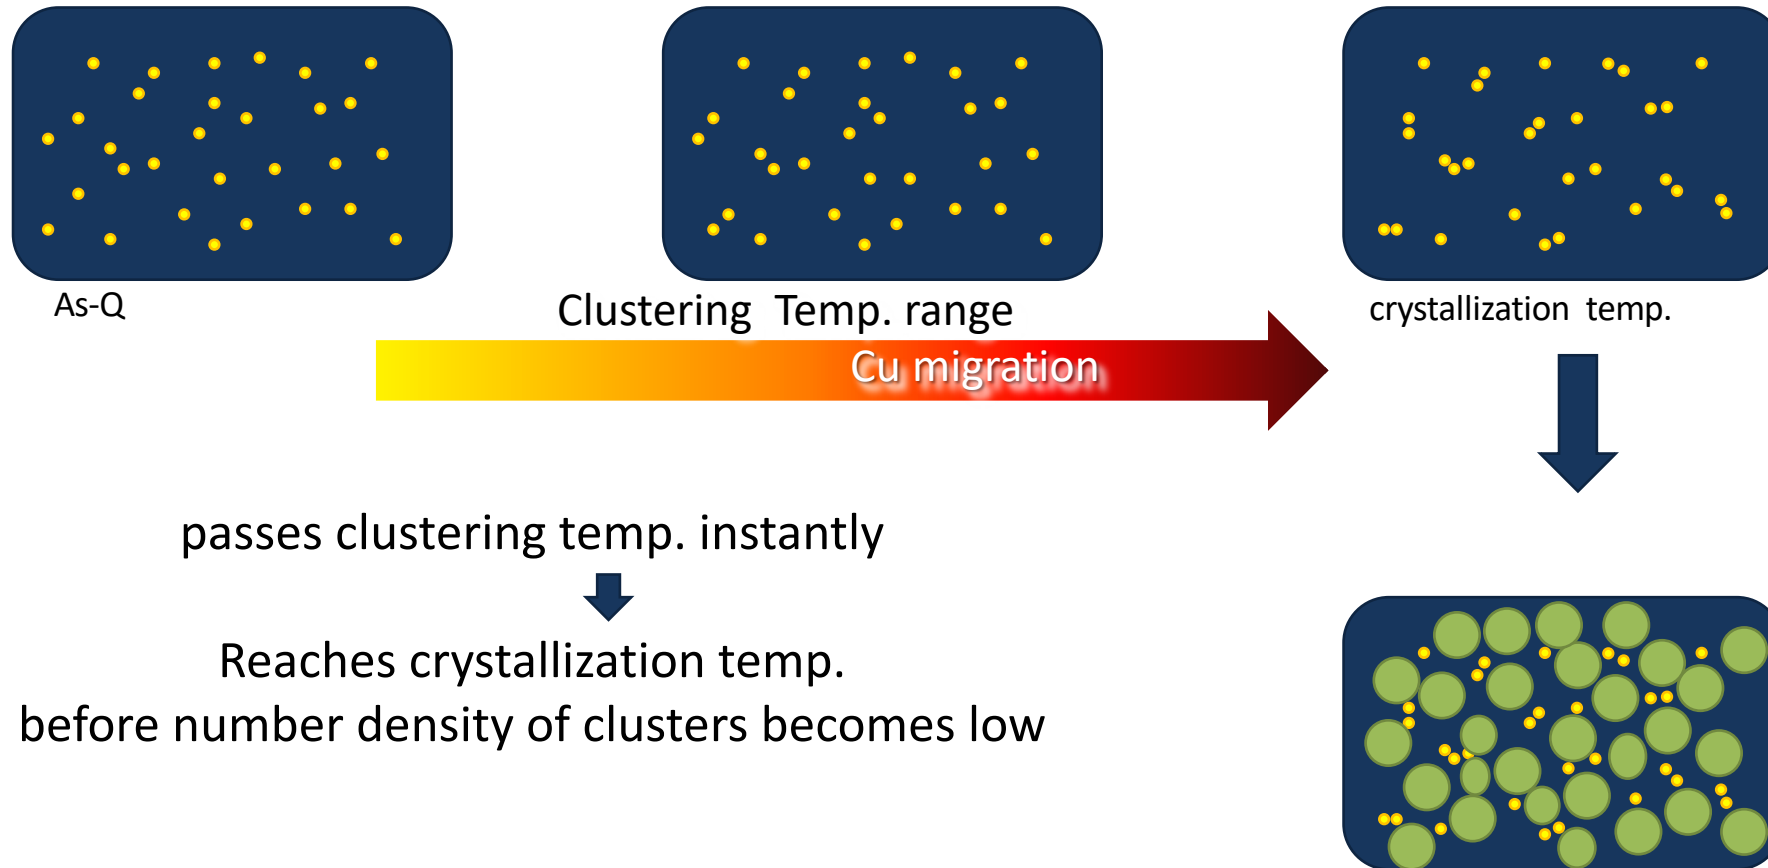 As-Q
Clustering Temp. range
crystallization temp.
Cu migration
passes clustering temp. instantly
Reaches crystallization temp.
before number density of clusters becomes low